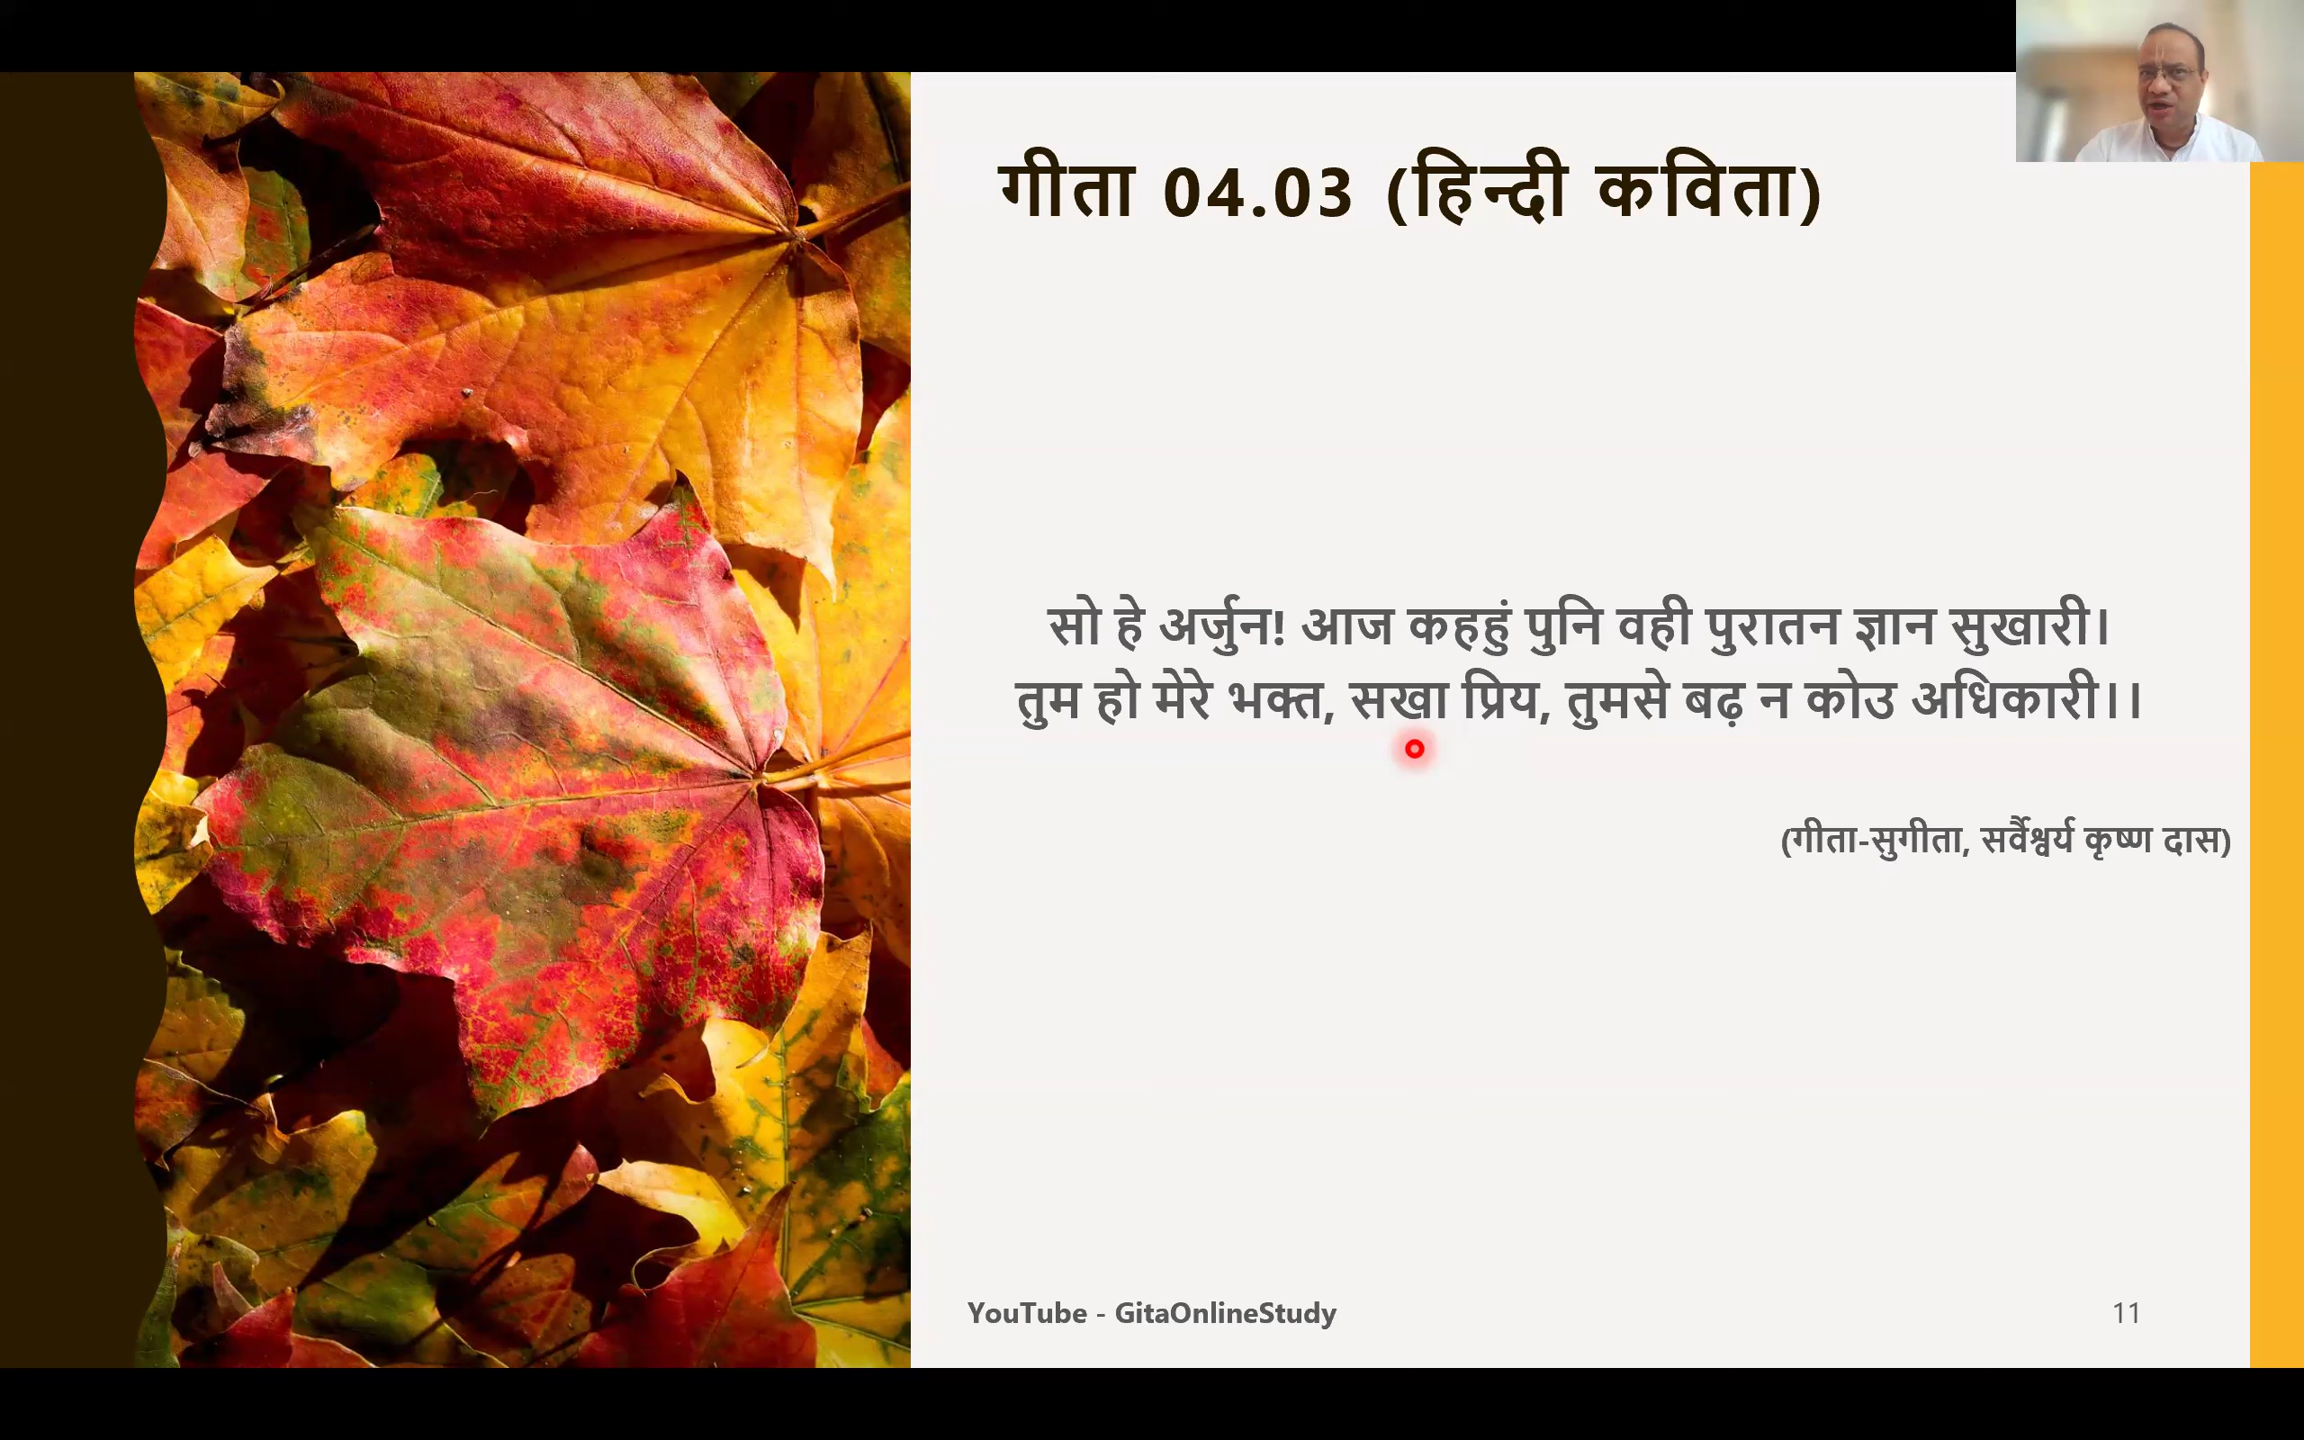 गीता 04.03 (हिन्दी कविता)
सो हे अर्जुन! आज कहहुं पुनि वही पुरातन ज्ञान सुखारी।
तुम हो मेरे भक्त, सखा प्रिय, तुमसे बढ़ न कोउ अधिकारी।।
(गीता-सुगीता, सर्वैश्वर्य कृष्ण दास)
YouTube - GitaOnlineStudy
11